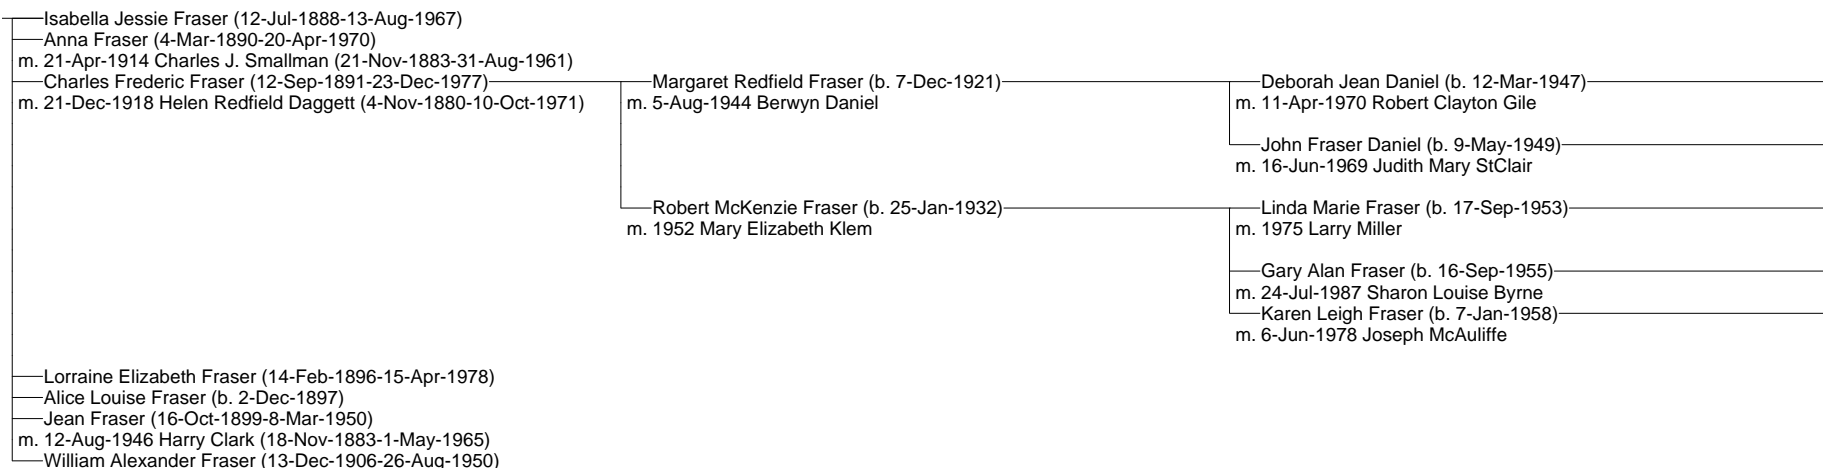 Isabella Jessie Fraser (12-Jul-1888-13-Aug-1967)
Anna Fraser (4-Mar-1890-20-Apr-1970)
m. 21-Apr-1914 Charles J. Smallman (21-Nov-1883-31-Aug-1961)
Charles Frederic Fraser (12-Sep-1891-23-Dec-1977)
m. 21-Dec-1918 Helen Redfield Daggett (4-Nov-1880-10-Oct-1971)
Margaret Redfield Fraser (b. 7-Dec-1921)
m. 5-Aug-1944 Berwyn Daniel
Deborah Jean Daniel (b. 12-Mar-1947)
m. 11-Apr-1970 Robert Clayton Gile
John Fraser Daniel (b. 9-May-1949)
m. 16-Jun-1969 Judith Mary StClair
Robert McKenzie Fraser (b. 25-Jan-1932)
m. 1952 Mary Elizabeth Klem
Linda Marie Fraser (b. 17-Sep-1953)
m. 1975 Larry Miller
Gary Alan Fraser (b. 16-Sep-1955)
m. 24-Jul-1987 Sharon Louise Byrne
Karen Leigh Fraser (b. 7-Jan-1958)
m. 6-Jun-1978 Joseph McAuliffe
Lorraine Elizabeth Fraser (14-Feb-1896-15-Apr-1978)
Alice Louise Fraser (b. 2-Dec-1897)
Jean Fraser (16-Oct-1899-8-Mar-1950)
m. 12-Aug-1946 Harry Clark (18-Nov-1883-1-May-1965)
William Alexander Fraser (13-Dec-1906-26-Aug-1950)